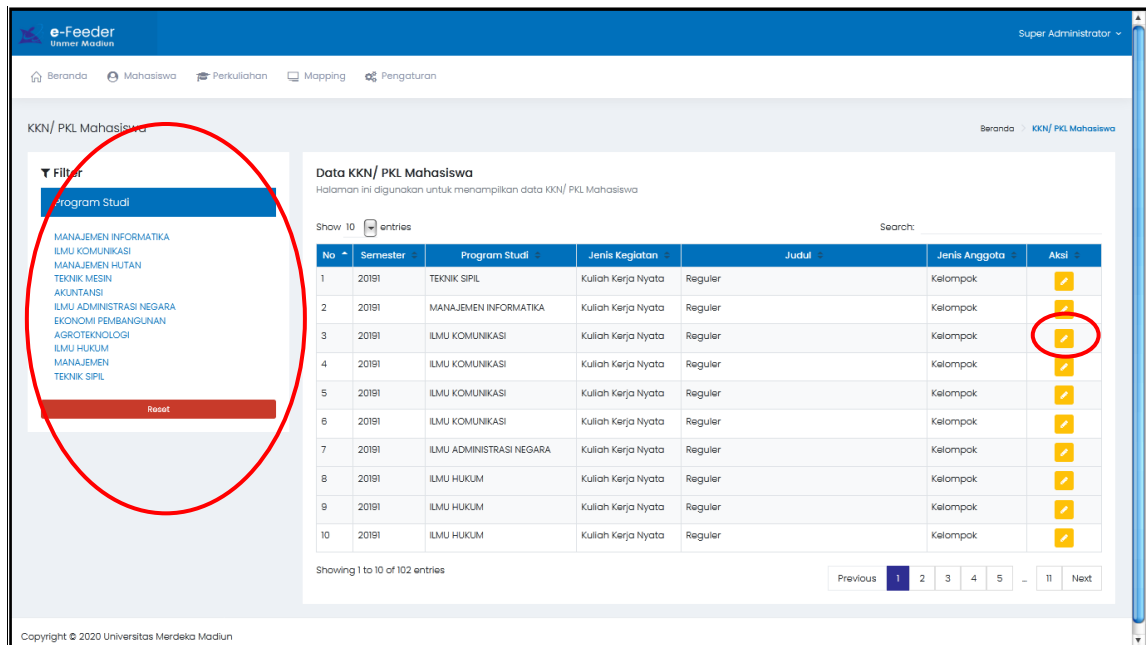 e-Feeder
Unmer Madiun
Super Administrator
Beranda Mahasiswa Perkuliahan Mapping Pengaturan
KKN/ PKL Mahasiswa
Beranda KKN/ PKL Mahasiswa
Filter
Program Studi
MANAJEMEN INFORMATIKA
ILMU KOMUNIKASI
MANAJEMEN HUTAN
TEKNIK MESIN
AKUNTANSI
ILMU ADMINISTRASI NEGARA
EKONOMI PEMBANGUNAN
AGROTEKNOLOGI
ILMU HUKUM
MANAJEMEN
TEKNIK SIPIL
Reset
Data KKN/ PKL Mahasiswa
Halaman ini digunakan untuk menampilkan data KKN/ PKL Mahasiswa
Show 10 entries Search:
No Semester Program Studi Jenis Kegiatan Judul Jenis Anggota Aksi
1 20191 TEKNIK SIPIL Kuliah Kerja Nyata Reguler Kelompok
2 20191 MANAJEMEN INFORMATIKA Kuliah Kerja Nyata Reguler Kelompok
3 20191 ILMU KOMUNIKASI Kuliah Kerja Nyata Reguler Kelompok
4 20191 ILMU KOMUNIKASI Kuliah Kerja Nyata Reguler Kelompok
5 20191 ILMU KOMUNIKASI Kuliah Kerja Nyata Reguler Kelompok
6 20191 ILMU KOMUNIKASI Kuliah Kerja Nyata Reguler Kelompok
7 20191 ILMU ADMINISTRASI NEGARA Kuliah Kerja Nyata Reguler Kelompok
8 20191 ILMU HUKUM Kuliah Kerja Nyata Reguler Kelompok
9 20191 ILMU HUKUM Kuliah Kerja Nyata Reguler Kelompok
10 20191 ILMU HUKUM Kuliah Kerja Nyata Reguler Kelompok
Showing 1 to 10 of 102 entries
Previous 1 2 3 4 5 … 11 Next
Copyright © 2020 Universitas Merdeka Madiun